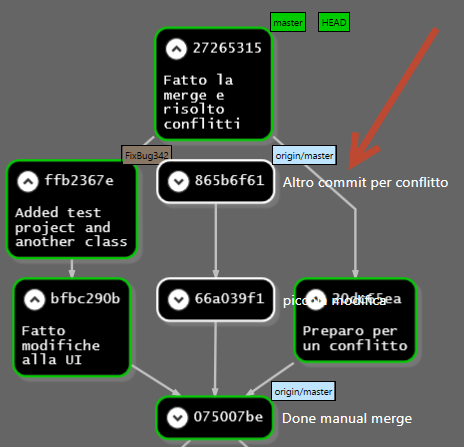 master HEAD
27265315
Fatto la
merge e
risolto
conflitti
FixBug342
origin/master
ffb2367e
Added test
project and
another class
865b6f61
Altro commit per conflitto
bfbc290b
Fatto
modifiche
alla UI
66a039f1
piccola modifica
Preparo per
un conflitto
origin/master
075007be
Done manual merge